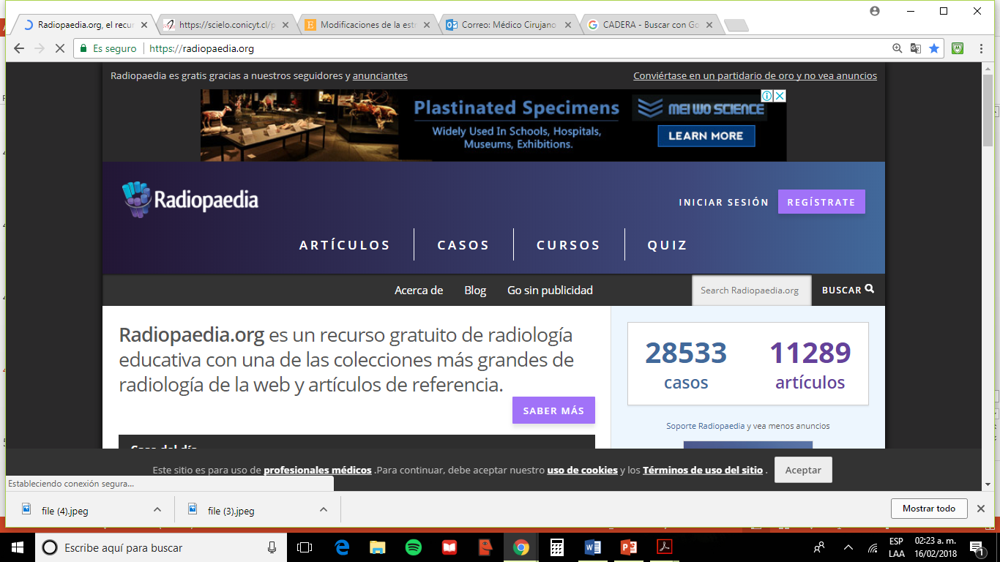 Radiopaedia.org, el recur
https://scielo.conicyt.cl/p
Modificaciones de la estr
Correo: Médico Cirujano
CADERA - Buscar con Go
Es seguro
https://radiopaedia.org
Radiopaedia es gratis gracias a nuestros seguidores y anunciantes
Conviértase en un partidario de oro y no vea anuncios
Plastinated Specimens
Widely Used In Schools, Hospitals,
Museums, Exhibitions.
MEI WO SCIENCE
LEARN MORE
Radiopaedia
INICIAR SESIÓN
REGÍSTRATE
ARTÍCULOS
CASOS
CURSOS
QUIZ
Acerca de
Blog
Go sin publicidad
Search Radiopaedia.org
BUSCAR
Radiopaedia.org es un recurso gratuito de radiología
educativa con una de las colecciones más grandes de
radiología de la web y artículos de referencia.
SABER MÁS
28533
casos
11289
artículos
Soporte Radiopaedia y vea menos anuncios
Caso del día
Este sitio es para uso de profesionales médicos .Para continuar, debe aceptar nuestro uso de cookies y los Términos de uso del sitio .
Aceptar
Estableciendo conexión segura...
file (4).jpeg
file (3).jpeg
Mostrar todo
Escribe aquí para buscar
ESP
LAA
02:23 a. m.
16/02/2018
1